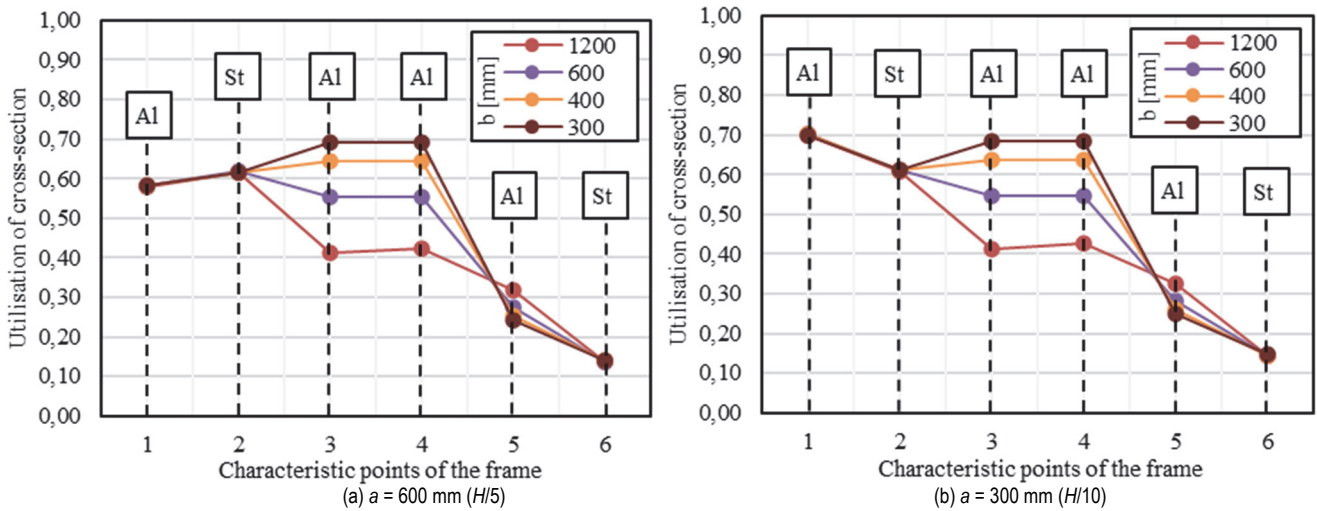 Utilisation of cross-section
1,00
0,90
0,80
0,70
0,60
0,50
0,40
0,30
0,20
0,10
0,00
Al
St
Al
Al
Al
St
b [mm]
1200
600
400
300
1 2 3 4 5 6
Characteristic points of the frame
(a) a = 600 mm (H/5)
Utilisation of cross-section
1,00
0,90
0,80
0,70
0,60
0,50
0,40
0,30
0,20
0,10
0,00
Al
St
Al
Al
Al
St
b [mm]
1200
600
400
300
1 2 3 4 5 6
Characteristic points of the frame
(b) a = 300 mm (H/10)